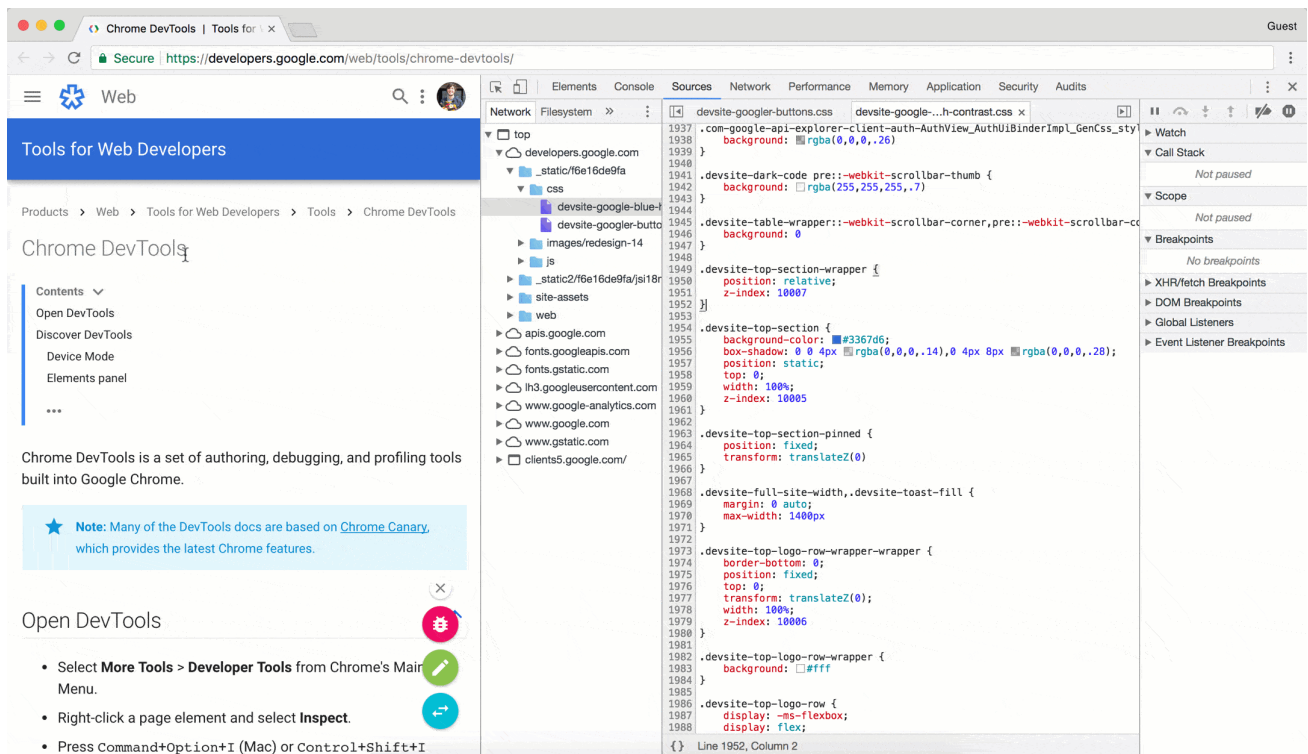 Chrome DevTools | Tools for
Guest
Secure https://developers.google.com/web/tools/chrome-devtools/
Web
Tools for Web Developers
Products > Web > Tools for Web Developers > Tools > Chrome DevTools
Chrome DevTools
Contents
Open DevTools
Discover DevTools
Device Mode
Elements panel
•••
Chrome DevTools is a set of authoring, debugging, and profiling tools
built into Google Chrome.
Note: Many of the DevTools docs are based on Chrome Canary,
which provides the latest Chrome features.
Open DevTools
• Select More Tools > Developer Tools from Chrome's Main
Menu.
• Right-click a page element and select Inspect.
• Press Command+Option+I (Mac) or Control+Shift+I
Elements Console Sources Network Performance Memory Application Security Audits
Network Filesystem »
top
developers.google.com
_static/f6e16de9fa
css
devsite-google-blue-
devsite-googler-butto
images/redesign-14
js
_static2/f6e16de9fa/jsi18
site-assets
web
apis.google.com
fonts.googleapis.com
fonts.gstatic.com
lh3.googleusercontent.com
www.google-analytics.com
www.google.com
www.gstatic.com
clients5.google.com/
devsite-googler-buttons.css devsite-google-...h-contrast.css ×
1937 .com-google-api-explorer-client-auth-AuthView_AuthUiBinderImpl_GenCss_styl
1938 background: rgba(0,0,0,.26)
1939 }
1940
1941 .devsite-dark-code pre::-webkit-scrollbar-thumb {
1942 background: rgba(255,255,255,.7)
1943 }
1944
1945 .devsite-table-wrapper::-webkit-scrollbar-corner,pre::-webkit-scrollbar-co
1946 background: 0
1947 }
1948
1949 .devsite-top-section-wrapper {
1950 position: relative;
1951 z-index: 10007
1952 }
1953
1954 .devsite-top-section {
1955 background-color: #3367d6;
1956 box-shadow: 0 0 4px rgba(0,0,0,.14),0 4px 8px rgba(0,0,0,.28);
1957 position: static;
1958 top: 0;
1959 width: 100%;
1960 z-index: 10005
1961 }
1962
1963 .devsite-top-section-pinned {
1964 position: fixed;
1965 transform: translateZ(0)
1966 }
1967
1968 .devsite-full-site-width,.devsite-toast-fill {
1969 margin: 0 auto;
1970 max-width: 1400px
1971 }
1972
1973 .devsite-top-logo-row-wrapper-wrapper {
1974 border-bottom: 0;
1975 position: fixed;
1976 top: 0;
1977 transform: translateZ(0);
1978 width: 100%;
1979 z-index: 10006
1980 }
1981
1982 .devsite-top-logo-row-wrapper {
1983 background: #fff
1984 }
1985
1986 .devsite-top-logo-row {
1987 display: -ms-flexbox;
1988 display: flex;
{} Line 1952, Column 2
Watch
Call Stack
Not paused
Scope
Not paused
Breakpoints
No breakpoints
XHR/fetch Breakpoints
DOM Breakpoints
Global Listeners
Event Listener Breakpoints